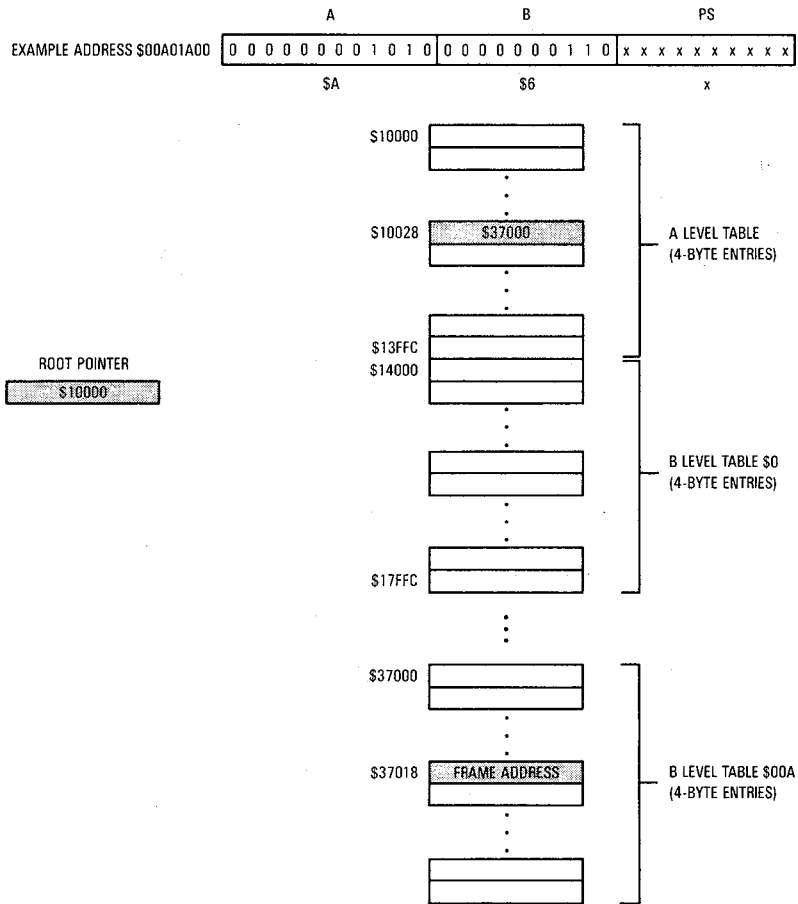 A B PS
EXAMPLE ADDRESS $00A01A00 0 0 0 0 0 0 0 0 1 0 1 0 0 0 0 0 0 0 0 1 1 0 x x x x x x x x x x
$A $6 x
$10000
$10028 $37000
A LEVEL TABLE
(4-BYTE ENTRIES)
$13FFC
ROOT POINTER
$10000
$14000
B LEVEL TABLE $0
(4-BYTE ENTRIES)
$17FFC
$37000
$37018 FRAME ADDRESS
B LEVEL TABLE $00A
(4-BYTE ENTRIES)